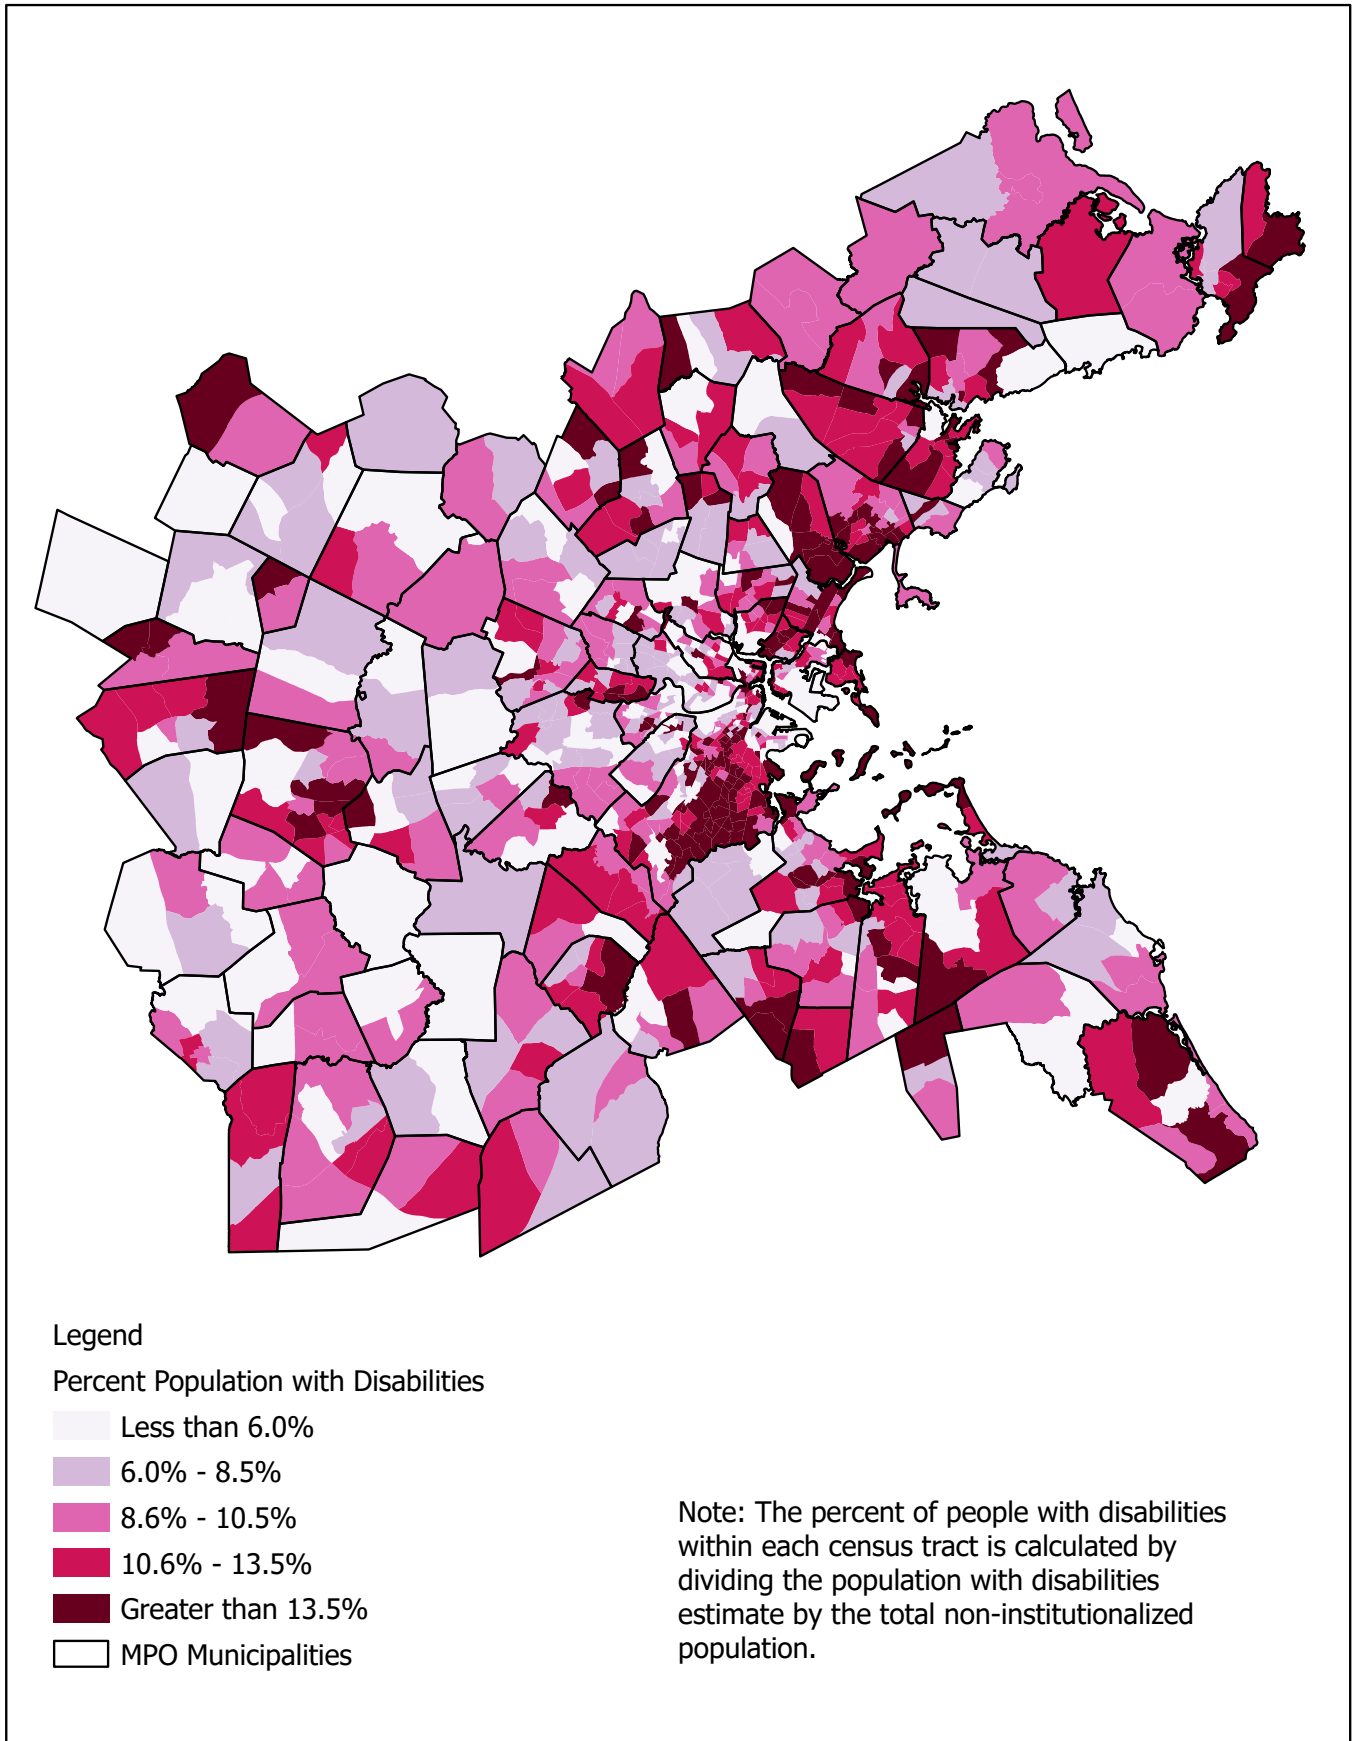 Legend
Percent Population with Disabilities
Less than 6.0%
6.0% - 8.5%
8.6% - 10.5%
10.6% - 13.5%
Greater than 13.5%
MPO Municipalities
Note: The percent of people with disabilities
within each census tract is calculated by
dividing the population with disabilities
estimate by the total non-institutionalized
population.